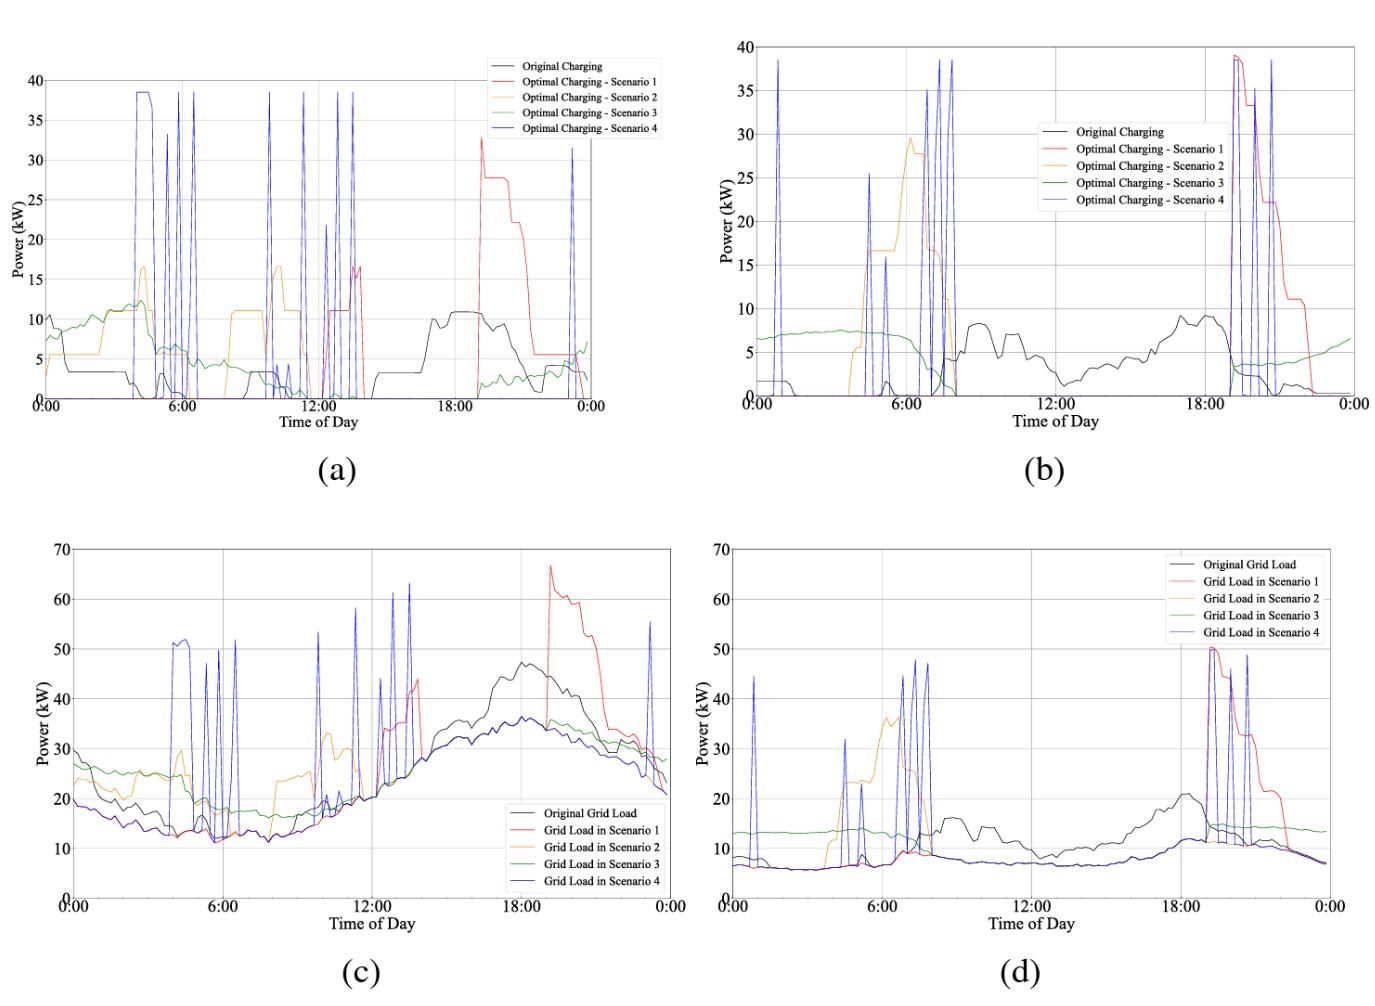 Original Charging
Optimal Charging - Scenario 1
Optimal Charging - Scenario 2
Optimal Charging - Scenario 3
Optimal Charging - Scenario 4
40
35
30
25
20
15
10
5
0
Power (kW)
0:00
6:00
12:00
18:00
0:00
Time of Day
(a)
40
35
30
25
20
15
10
5
0
Power (kW)
Original Charging
Optimal Charging - Scenario 1
Optimal Charging - Scenario 2
Optimal Charging - Scenario 3
Optimal Charging - Scenario 4
0:00
6:00
12:00
18:00
0:00
Time of Day
(b)
70
60
50
40
30
20
10
0
Power (kW)
Original Grid Load
Grid Load in Scenario 1
Grid Load in Scenario 2
Grid Load in Scenario 3
Grid Load in Scenario 4
0:00
6:00
12:00
18:00
0:00
Time of Day
(c)
70
60
50
40
30
20
10
0
Power (kW)
Original Grid Load
Grid Load in Scenario 1
Grid Load in Scenario 2
Grid Load in Scenario 3
Grid Load in Scenario 4
0:00
6:00
12:00
18:00
0:00
Time of Day
(d)